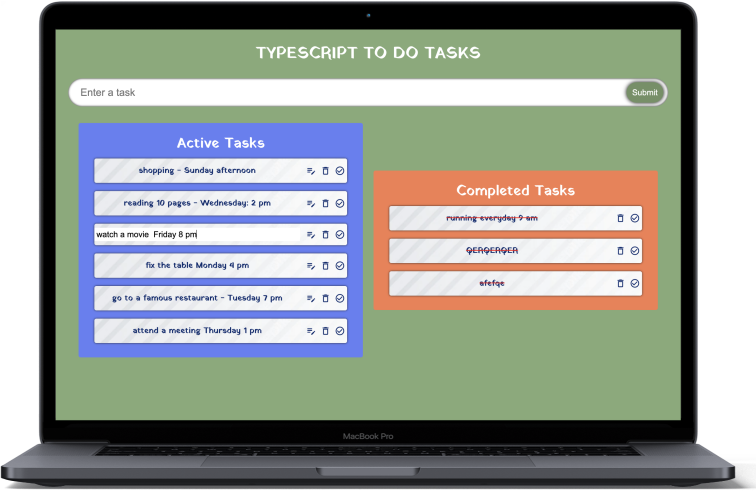 TYPESCRIPT TO DO TASKS
Enter a task
Submit
Active Tasks
shopping - Sunday afternoon
reading 10 pages - Wednesday: 2 pm
watch a movie  Friday 8 pm
fix the table Monday 4 pm
go to a famous restaurant - Tuesday 7 pm
attend a meeting Thursday 1 pm
Completed Tasks
running everyday 9 am
QERQERQER
afefqe
MacBook Pro